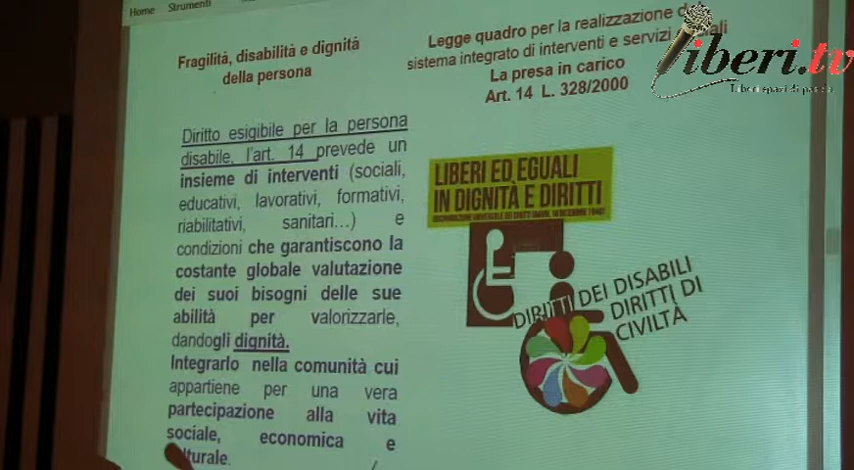 Home Strumenti
Fragilità, disabilità e dignità
della persona
Legge quadro per la realizzazione del
sistema integrato di interventi e servizi sociali
La presa in carico
Art. 14 L. 328/2000
iberi.tv
Liberi spazi di parola
Diritto esigibile per la persona
disabile, l'art. 14 prevede un
insieme di interventi (sociali,
educativi, lavorativi, formativi,
riabilitativi, sanitari...) e
condizioni che garantiscono la
costante globale valutazione
dei suoi bisogni delle sue
abilità per valorizzarle,
dandogli dignità.
Integrarlo nella comunità cui
appartiene per una vera
partecipazione alla vita
sociale, economica e
culturale.
LIBERI ED EGUALI
IN DIGNITÀ E DIRITTI
DIRITTI DEI DISABILI
DIRITTI DI
CIVILTÀ